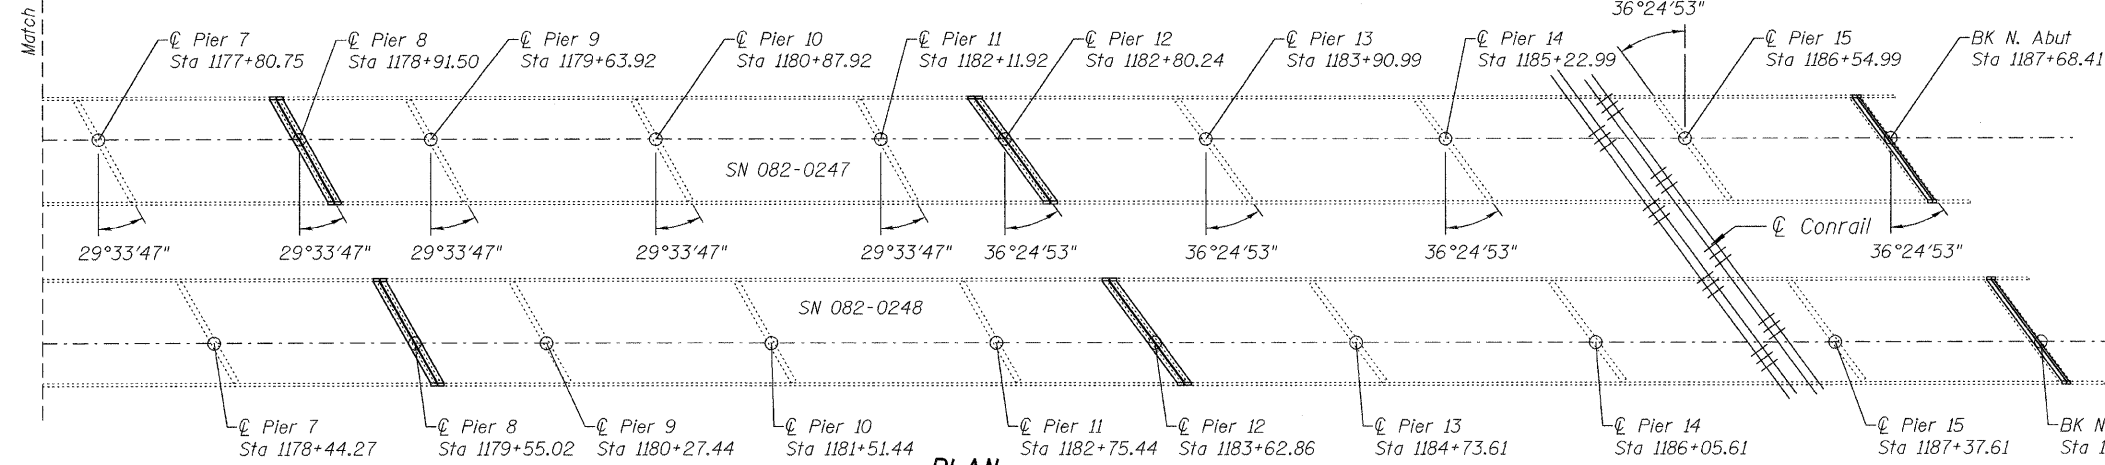 Match
36°24'53"
℄ Pier 7
Sta 1177+80.75
℄ Pier 8
Sta 1178+91.50
℄ Pier 9
Sta 1179+63.92
℄ Pier 10
Sta 1180+87.92
℄ Pier 11
Sta 1182+11.92
℄ Pier 12
Sta 1182+80.24
℄ Pier 13
Sta 1183+90.99
℄ Pier 14
Sta 1185+22.99
℄ Pier 15
Sta 1186+54.99
BK N. Abut
Sta 1187+68.41
SN 082-0247
℄ Conrail
29°33'47"
29°33'47"
29°33'47"
29°33'47"
29°33'47"
36°24'53"
36°24'53"
36°24'53"
36°24'53"
SN 082-0248
℄ Pier 7
Sta 1178+44.27
℄ Pier 8
Sta 1179+55.02
℄ Pier 9
Sta 1180+27.44
℄ Pier 10
Sta 1181+51.44
℄ Pier 11
Sta 1182+75.44
℄ Pier 12
Sta 1183+62.86
℄ Pier 13
Sta 1184+73.61
℄ Pier 14
Sta 1186+05.61
℄ Pier 15
Sta 1187+37.61
BK N
Sta 1
PLAN